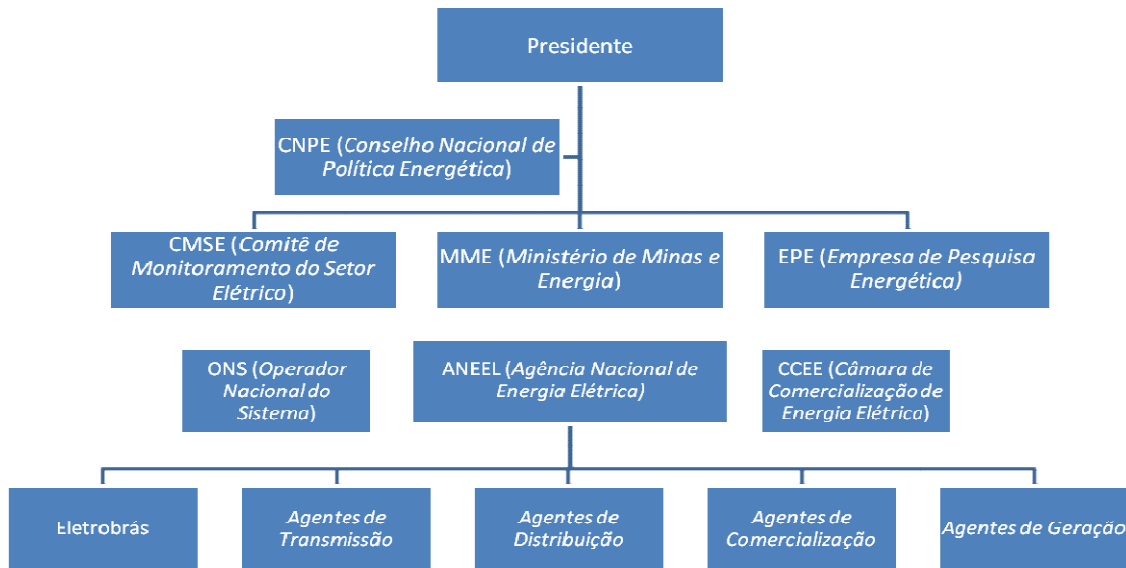 Presidente
CNPE (Conselho Nacional de
Política Energética)
CMSE (Comitê de
Monitoramento do Setor
Elétrico)
MME (Ministério de Minas e
Energia)
EPE (Empresa de Pesquisa
Energética)
ONS (Operador
Nacional do
Sistema)
ANEEL (Agência Nacional de
Energia Elétrica)
CCEE (Câmara de
Comercialização de
Energia Elétrica)
Eletrobrás
Agentes de
Transmissão
Agentes de
Distribuição
Agentes de
Comercialização
Agentes de Geração